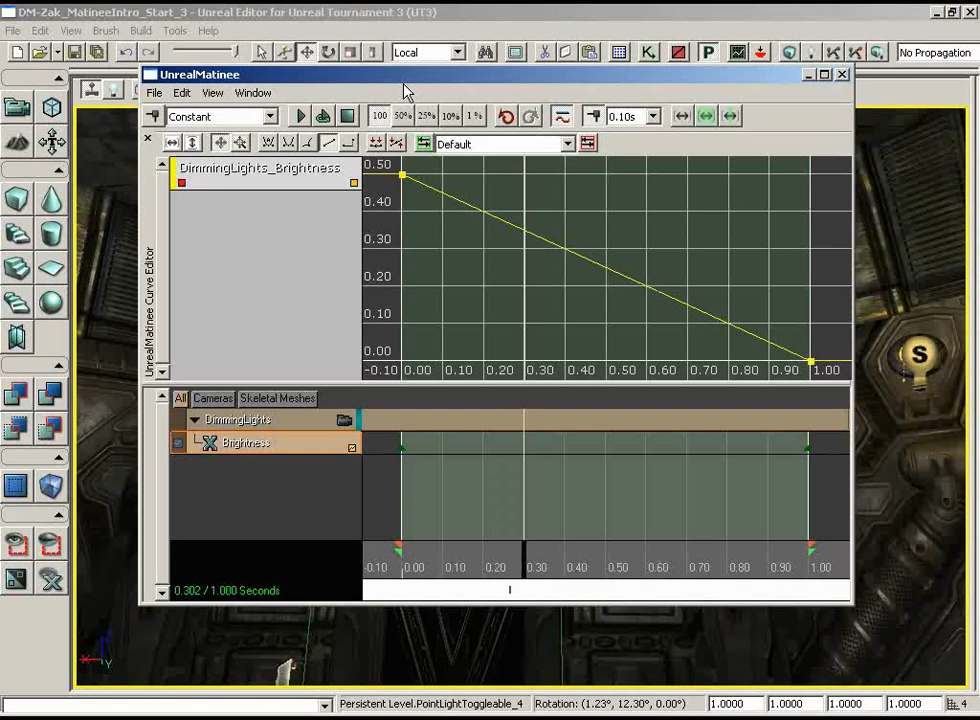 DM-Zak_MatineeIntro_Start_3 - Unreal Editor for Unreal Tournament 3 (UT3)
File Edit View Brush Build Tools Help
Local
P
No Propagation
UnrealMatinee
File Edit View Window
Constant
100 50% 25% 10% 1 %
0.10s
Default
DimmingLights_Brightness
0.50
0.40
0.30
0.20
0.10
0.00
-0.10 0.00 0.10 0.20 0.30 0.40 0.50 0.60 0.70 0.80 0.90 1.00
UnrealMatinee Curve Editor
S
All Cameras Skeletal Meshes
DimmingLights
Brightness
-0.10 0.00 0.10 0.20 0.30 0.40 0.50 0.60 0.70 0.80 0.90 1.00
0.302 / 1.000 Seconds
Z
X Y
Persistent Level.PointLightToggleable_4
Rotation: (1.23°, 12.30°, 0.00°)
1.0000 1.0000 1.0000 1.0000
4